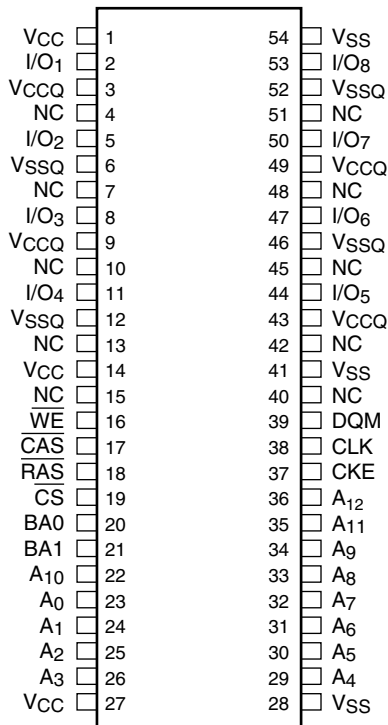 VCC 1 54 VSS
I/O1 2 53 I/O8
VCCQ 3 52 VSSQ
NC 4 51 NC
I/O2 5 50 I/O7
VSSQ 6 49 VCCQ
NC 7 48 NC
I/O3 8 47 I/O6
VCCQ 9 46 VSSQ
NC 10 45 NC
I/O4 11 44 I/O5
VSSQ 12 43 VCCQ
NC 13 42 NC
VCC 14 41 VSS
NC 15 40 NC
WE 16 39 DQM
CAS 17 38 CLK
RAS 18 37 CKE
CS 19 36 A12
BA0 20 35 A11
BA1 21 34 A9
A10 22 33 A8
A0 23 32 A7
A1 24 31 A6
A2 25 30 A5
A3 26 29 A4
VCC 27 28 VSS